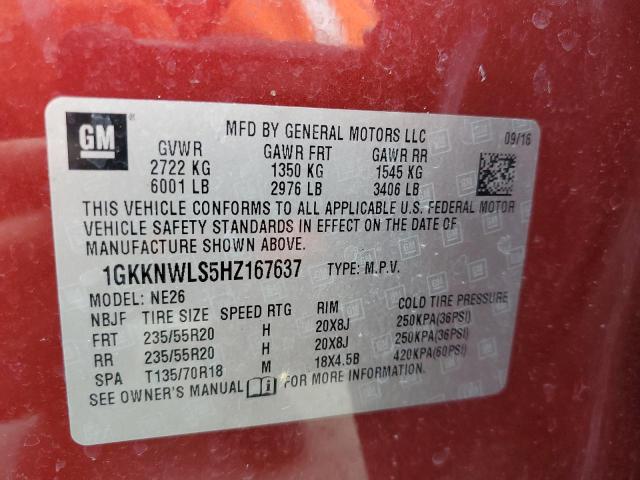 GM ®
MFD BY GENERAL MOTORS LLC 09/16
GVWR GAWR FRT GAWR RR
2722 KG 1350 KG 1545 KG
6001 LB 2976 LB 3406 LB
THIS VEHICLE CONFORMS TO ALL APPLICABLE U.S. FEDERAL MOTOR
VEHICLE SAFETY STANDARDS IN EFFECT ON THE DATE OF
MANUFACTURE SHOWN ABOVE.
1GKKNWLS5HZ167637 TYPE: M.P.V.
MODEL: NE26
NBJF TIRE SIZE SPEED RTG RIM COLD TIRE PRESSURE
FRT 235/55R20 H 20X8J 250KPA(36PSI)
RR 235/55R20 H 20X8J 250KPA(36PSI)
SPA T135/70R18 M 18X4.5B 420KPA(60PSI)
SEE OWNER'S MANUAL FOR MORE INFORMATION.